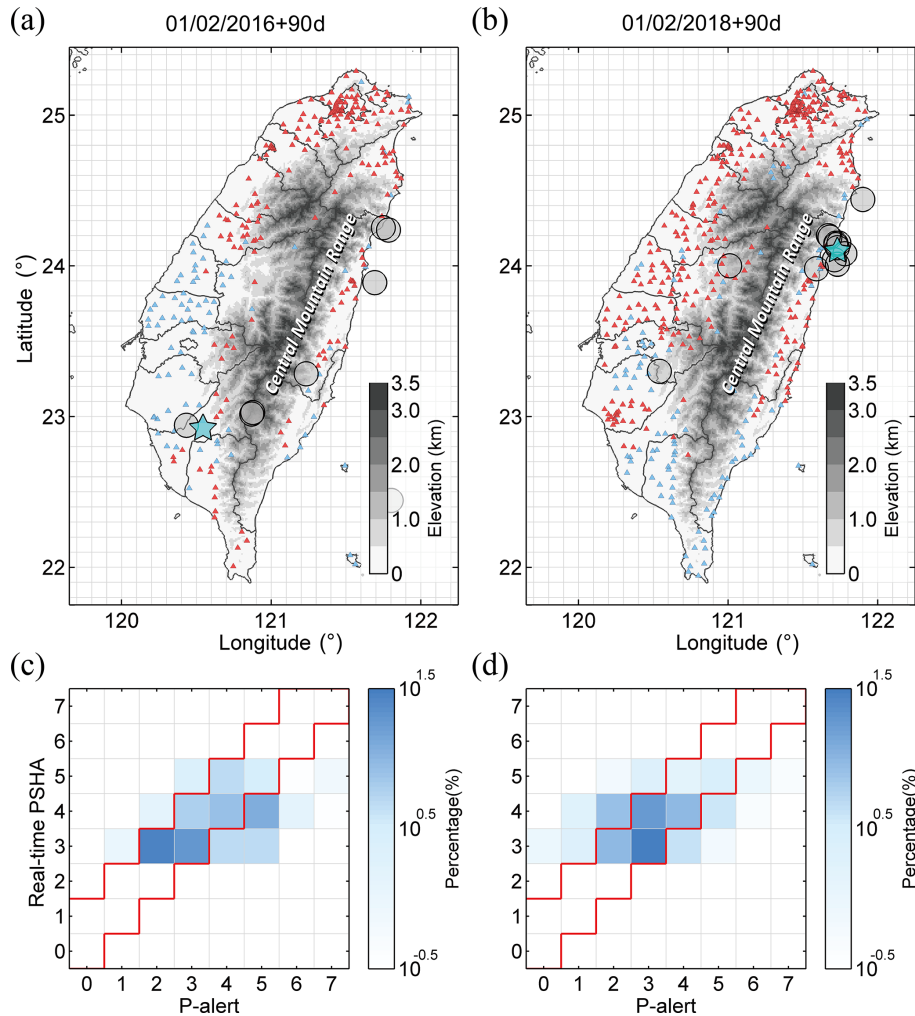 (a)
01/02/2016+90d
(b)
01/02/2018+90d
25
24
23
22
Latitude (°)
120
121
122
Longitude (°)
Central Mountain Range
3.5
3.0
2.0
1.0
0
Elevation (km)
25
24
23
22
120
121
122
Longitude (°)
Central Mountain Range
3.5
3.0
2.0
1.0
0
Elevation (km)
(c)
7
6
5
4
3
2
1
0
Real-time PSHA
0 1 2 3 4 5 6 7
P-alert
10^1.5
10^0.5
10^-0.5
Percentage(%)
(d)
7
6
5
4
3
2
1
0
0 1 2 3 4 5 6 7
P-alert
10^1.5
10^0.5
10^-0.5
Percentage(%)